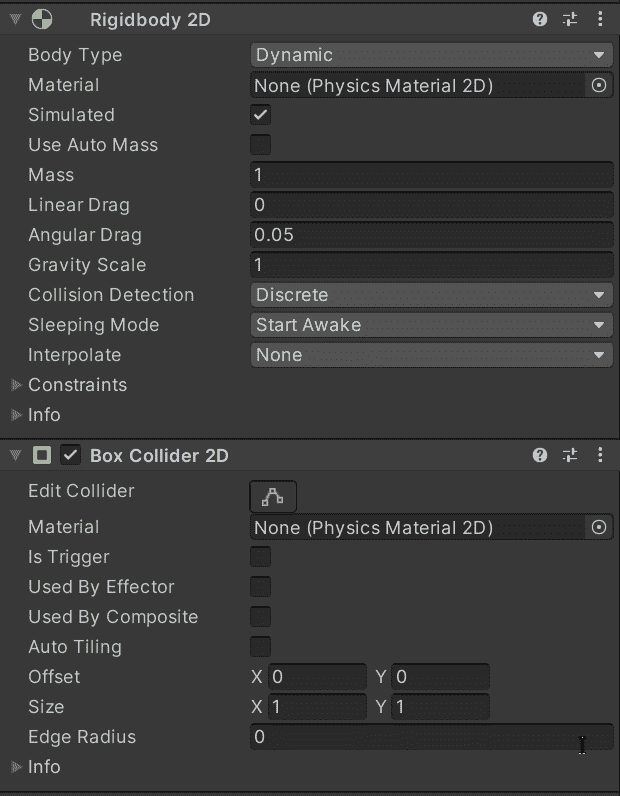 Rigidbody 2D
Body Type Dynamic
Material None (Physics Material 2D)
Simulated
Use Auto Mass
Mass 1
Linear Drag 0
Angular Drag 0.05
Gravity Scale 1
Collision Detection Discrete
Sleeping Mode Start Awake
Interpolate None
Constraints
Info
Box Collider 2D
Edit Collider
Material None (Physics Material 2D)
Is Trigger
Used By Effector
Used By Composite
Auto Tiling
Offset X 0 Y 0
Size X 1 Y 1
Edge Radius 0
Info